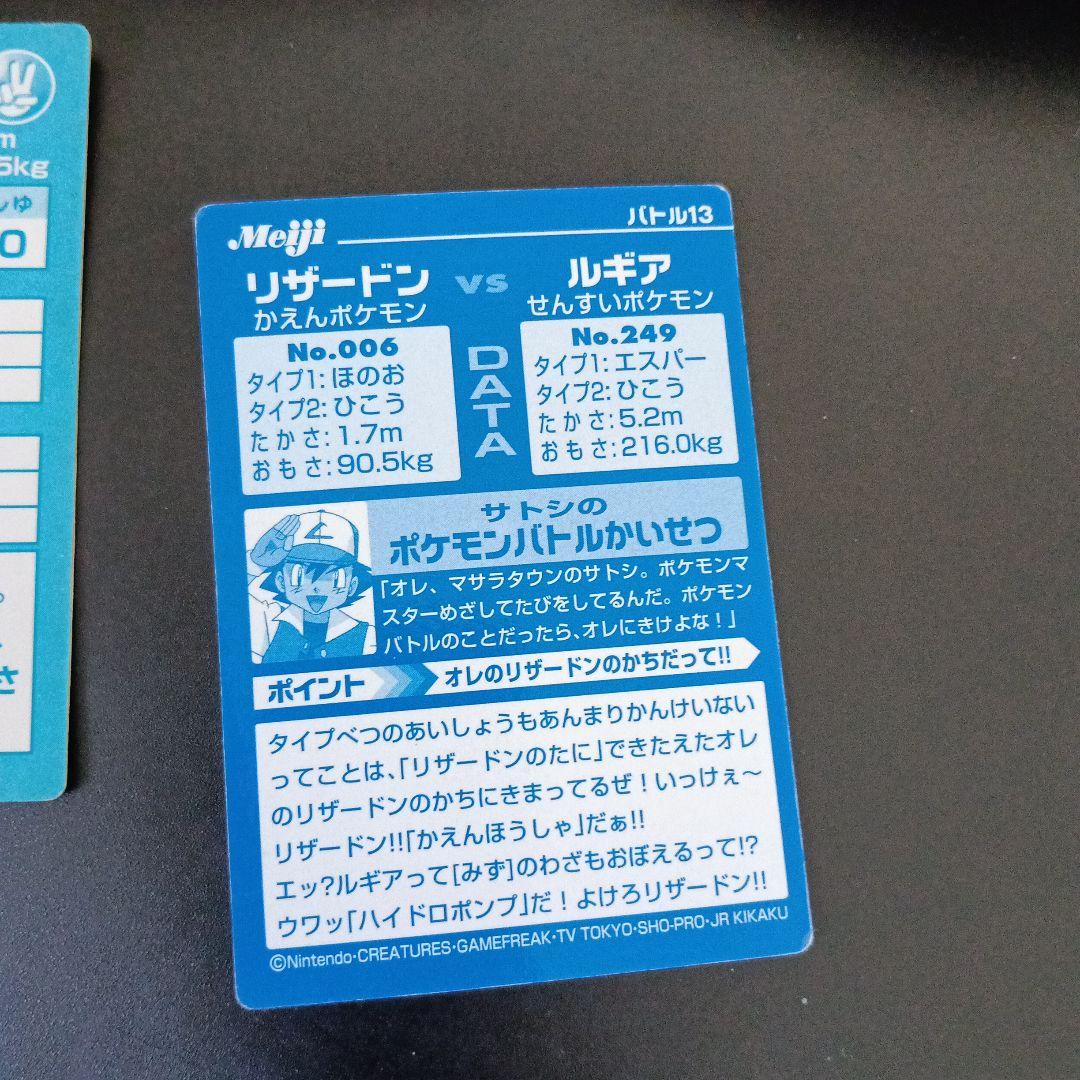 m
5kg
しゅ
0
。
さ
Meiji バトル13
リザードン vs ルギア
かえんポケモン せんすいポケモン
DATA
No.006
タイプ1:ほのお
タイプ2:ひこう
たかさ:1.7m
おもさ:90.5kg
No.249
タイプ1:エスパー
タイプ2:ひこう
たかさ:5.2m
おもさ:216.0kg
サトシの
ポケモンバトルかいせつ
「オレ、マサラタウンのサトシ。ポケモンマ
スターめざしてたびをしてるんだ。ポケモン
バトルのことだったら、オレにきけよな!」
ポイント オレのリザードンのかちだって!!
タイプべつのあいしょうもあんまりかんけいない
ってことは、「リザードンのたに」できたえたオレ
のリザードンのかちにきまってるぜ!いっけぇ〜
リザードン!!「かえんほうしゃ」だぁ!!
エッ?ルギアって[みず]のわざもおぼえるって!?
ウワッ「ハイドロポンプ」だ!よけろリザードン!!
©Nintendo・CREATURES・GAMEFREAK・TV TOKYO・SHO-PRO・JR KIKAKU